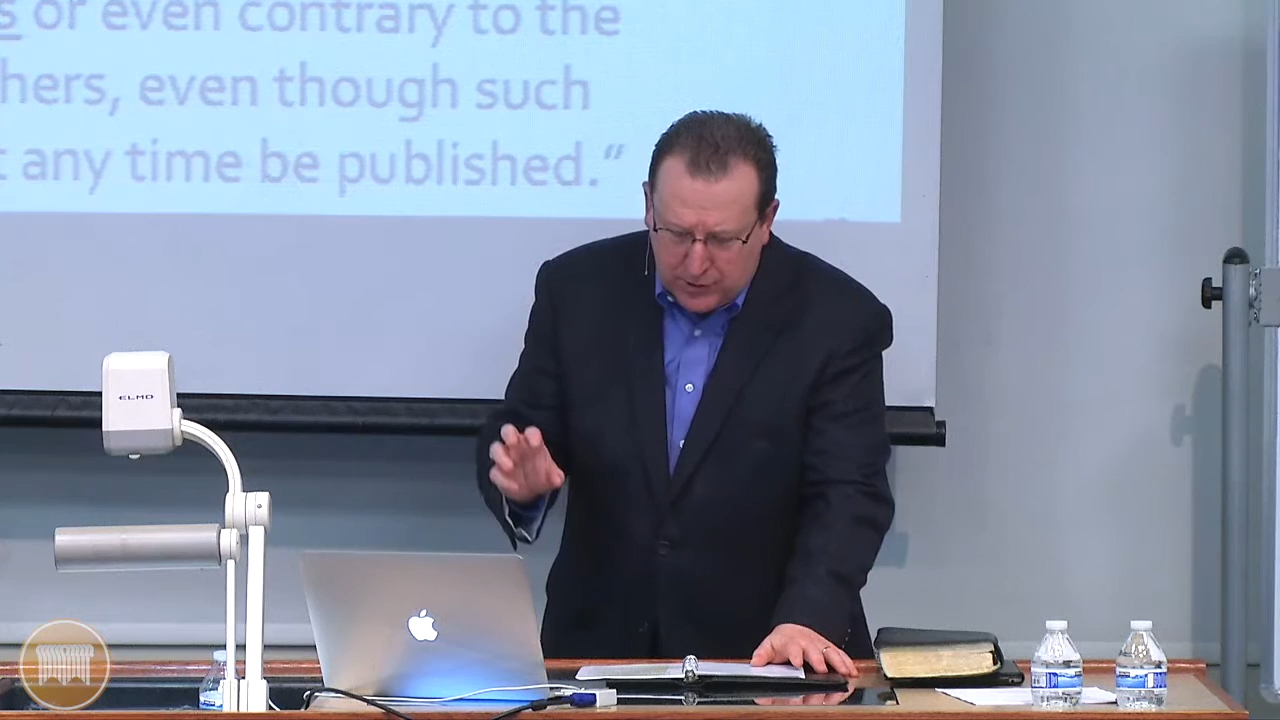 s or even contrary to the
hers, even though such
t any time be published.”
ELMO